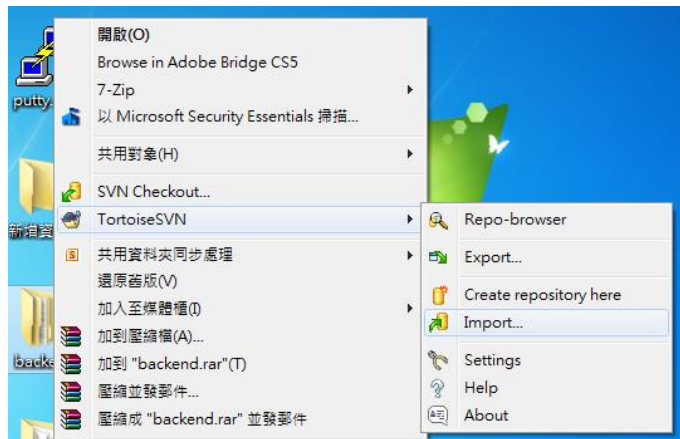 putty.
新增資
backe
開啟(O)
Browse in Adobe Bridge CS5
7-Zip
以 Microsoft Security Essentials 掃描...
共用對象(H)
SVN Checkout...
TortoiseSVN
共用資料夾同步處理
還原舊版(V)
加入至媒體櫃(I)
加到壓縮檔(A)...
加到 "backend.rar"(T)
壓縮並發郵件...
壓縮成 "backend.rar" 並發郵件
Repo-browser
Export...
Create repository here
Import...
Settings
Help
About